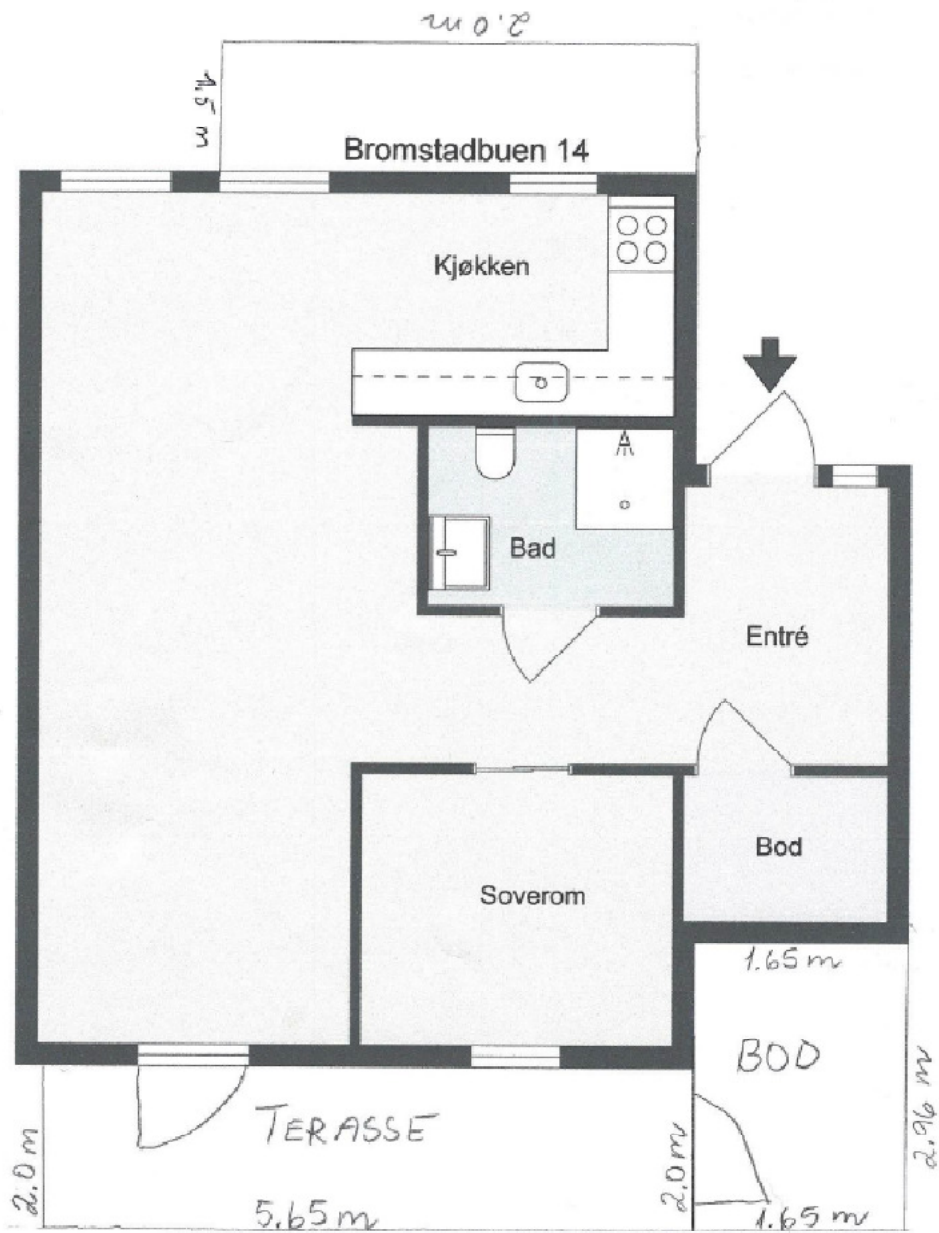 2.0 m
1.5 m
Bromstadbuen 14
Kjøkken
Bad
Entré
Bod
Soverom
1.65 m
BOD
TERASSE
2.96 m
2.0 m
2.0 m
5.65 m
1.65 m